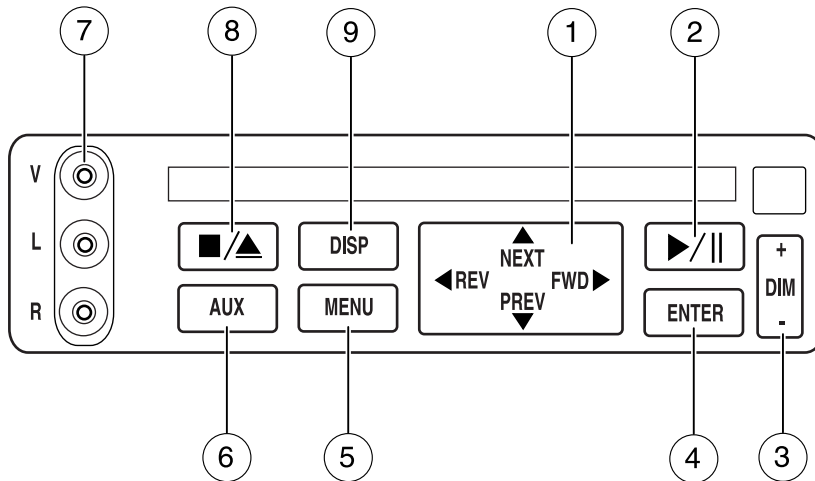 7 8 9 1 2
V
L
R
■/▲ DISP
AUX MENU
▲
NEXT
◀REV FWD▶
PREV
▼
▶/||
ENTER
+
DIM
-
6 5 4 3